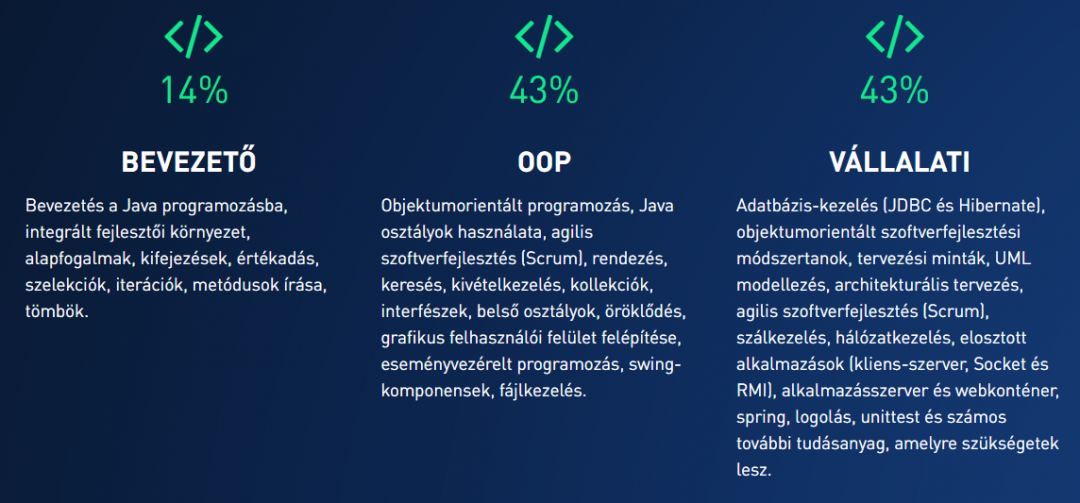 </>
14%
BEVEZETŐ
Bevezetés a Java programozásba,
integrált fejlesztői környezet,
alapfogalmak, kifejezések, értékadás,
szelekciók, iterációk, metódusok írása,
tömbök.
</>
43%
OOP
Objektumorientált programozás, Java
osztályok használata, agilis
szoftverfejlesztés (Scrum), rendezés,
keresés, kivételkezelés, kollekciók,
interfészek, belső osztályok, öröklődés,
grafikus felhasználói felület felépítése,
eseményvezérelt programozás, swing-
komponensek, fájlkezelés.
</>
43%
VÁLLALATI
Adatbázis-kezelés (JDBC és Hibernate),
objektumorientált szoftverfejlesztési
módszertanok, tervezési minták, UML
modellezés, architekturális tervezés,
agilis szoftverfejlesztés (Scrum),
szálkezelés, hálózatkezelés, elosztott
alkalmazások (kliens-szerver, Socket és
RMI), alkalmazásszerver és webkonténer,
spring, logolás, unittest és számos
további tudásanyag, amelyre szükségetek
lesz.